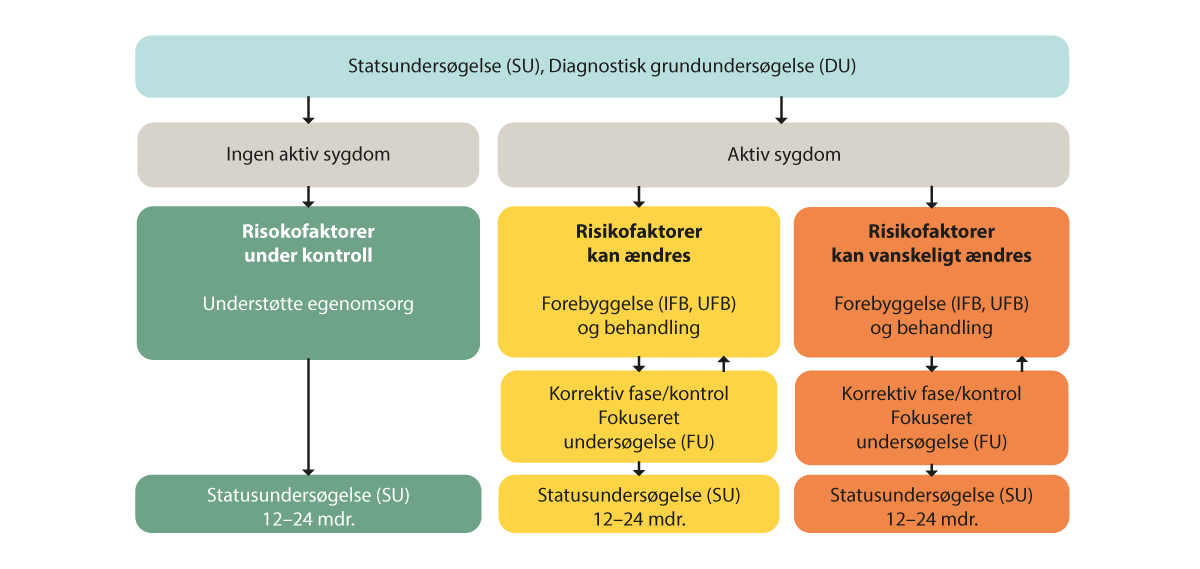 Statsundersøgelse (SU), Diagnostisk grundundersøgelse (DU)
Ingen aktiv sygdom
Aktiv sygdom
Risokofaktorer
under kontroll
Understøtte egenomsorg
Risikofaktorer
kan ændres
Forebyggelse (IFB, UFB)
og behandling
Risikofaktorer
kan vanskeligt ændres
Forebyggelse (IFB, UFB)
og behandling
Korrektiv fase/kontrol
Fokuseret
undersøgelse (FU)
Korrektiv fase/kontrol
Fokuseret
undersøgelse (FU)
Statusundersøgelse (SU)
12–24 mdr.
Statusundersøgelse (SU)
12–24 mdr.
Statusundersøgelse (SU)
12–24 mdr.